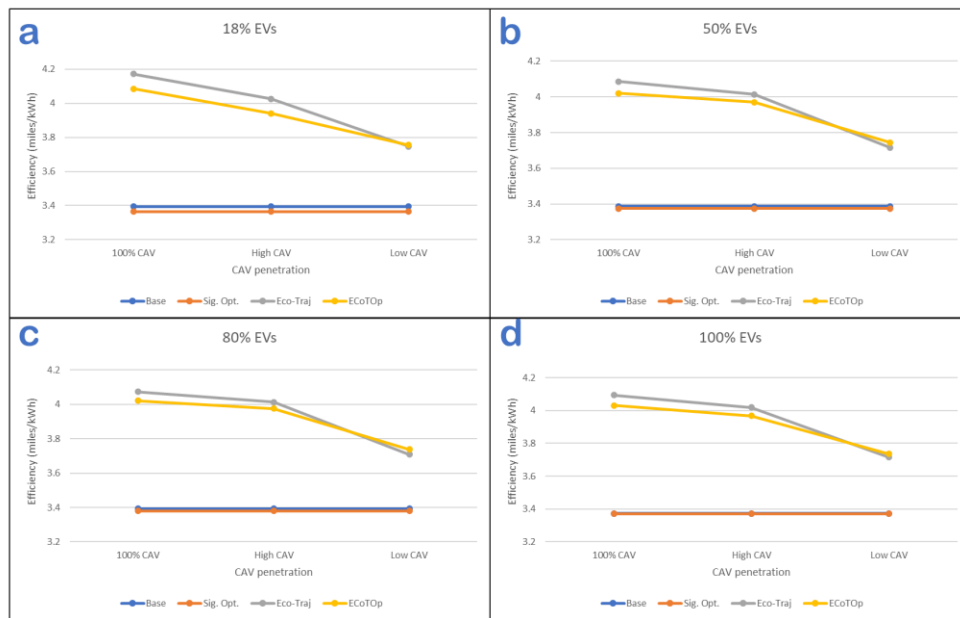 a
18% EVs
4.2
4
3.8
3.6
3.4
3.2
Efficiency (miles/kWh)
100% CAV High CAV Low CAV
CAV penetration
Base Sig. Opt. Eco-Traj ECoTOp
b
50% EVs
4.2
4
3.8
3.6
3.4
3.2
Efficiency (miles/kWh)
100% CAV High CAV Low CAV
CAV penetration
Base Sig. Opt. Eco-Traj ECoTOp
c
80% EVs
4.2
4
3.8
3.6
3.4
3.2
Efficiency (miles/kWh)
100% CAV High CAV Low CAV
CAV penetration
Base Sig. Opt. Eco-Traj ECoTOp
d
100% EVs
4.2
4
3.8
3.6
3.4
3.2
Efficiency (miles/kWh)
100% CAV High CAV Low CAV
CAV penetration
Base Sig. Opt. Eco-Traj ECoTOp